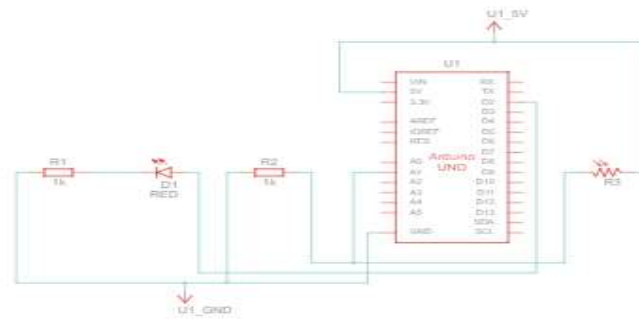 U1_5V
U1
VIN
5V
3.3V
AREF
IOREF
RES
A0
A1
A2
A3
A4
A5
GND
Arduino
UNO
RX
TX
D2
D3
D4
D5
D6
D7
D8
D9
D10
D11
D12
D13
SDA
SCL
R1
1k
D1
RED
R2
1k
R3
U1_GND